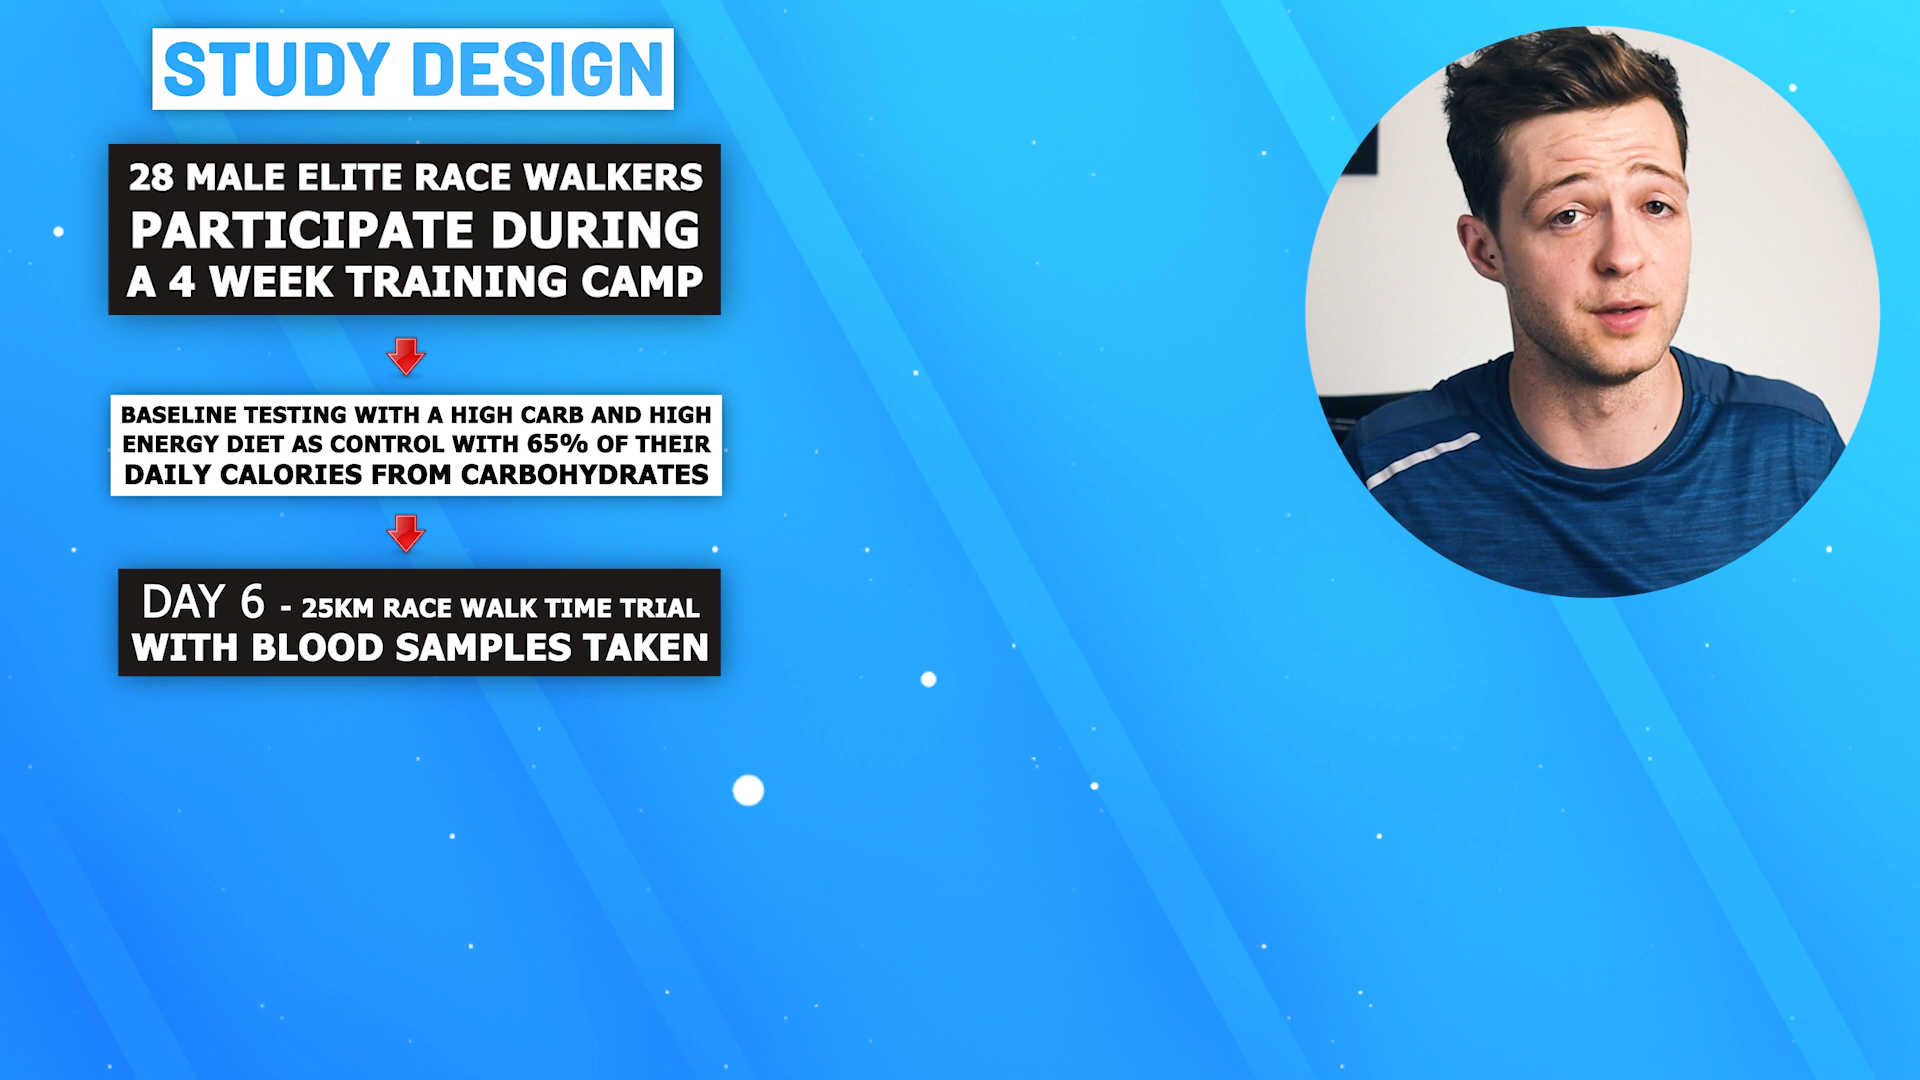 STUDY DESIGN
28 MALE ELITE RACE WALKERS
PARTICIPATE DURING
A 4 WEEK TRAINING CAMP
BASELINE TESTING WITH A HIGH CARB AND HIGH
ENERGY DIET AS CONTROL WITH 65% OF THEIR
DAILY CALORIES FROM CARBOHYDRATES
DAY 6 - 25KM RACE WALK TIME TRIAL
WITH BLOOD SAMPLES TAKEN